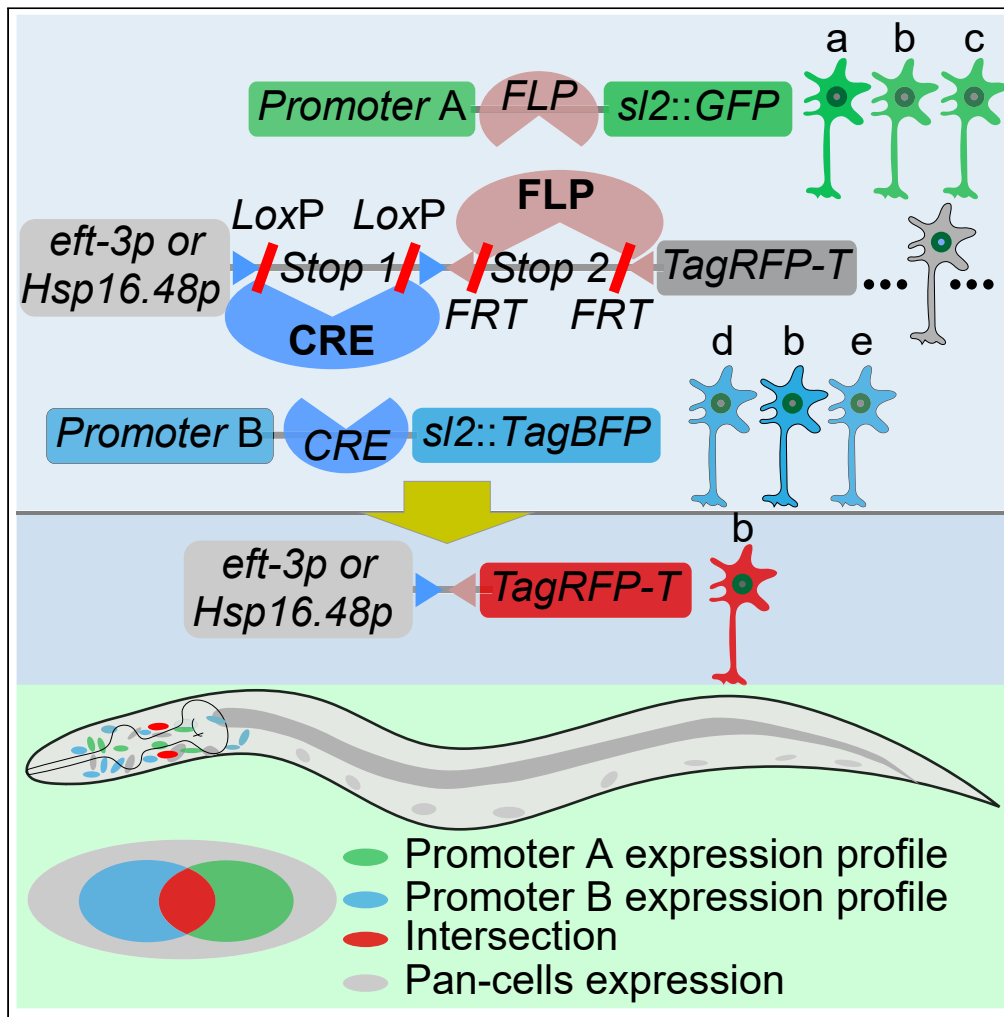 a b c
Promoter A FLP sl2::GFP
FLP
LoxP LoxP
eft-3p or
Hsp16.48p
Stop 1 Stop 2 TagRFP-T
FRT FRT
CRE
d b e
Promoter B CRE sl2::TagBFP
b
eft-3p or
Hsp16.48p
TagRFP-T
Promoter A expression profile
Promoter B expression profile
Intersection
Pan-cells expression